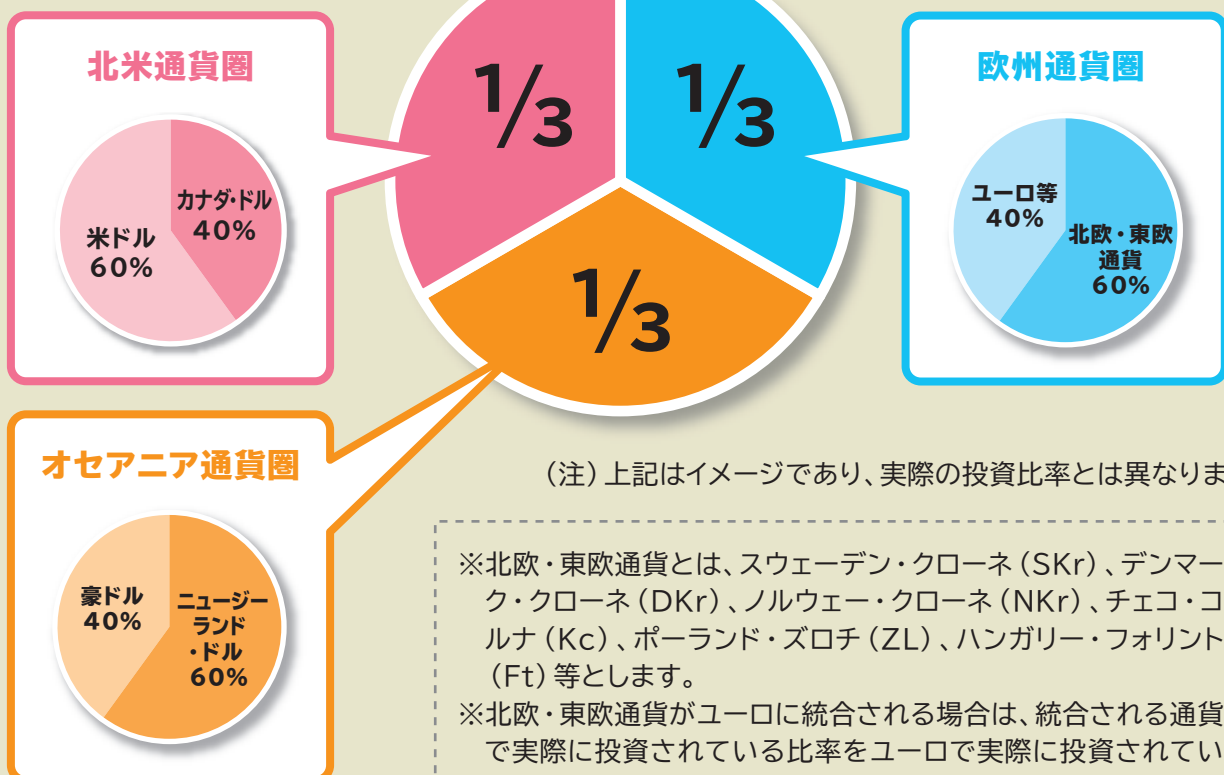 北米通貨圏
カナダ・ドル
40%
米ドル
60%
1/3
1/3
1/3
欧州通貨圏
ユーロ等
40%
北欧・東欧
通貨
60%
オセアニア通貨圏
豪ドル
40%
ニュージー
ランド
・ドル
60%
(注)上記はイメージであり、実際の投資比率とは異なりま
※北欧・東欧通貨とは、スウェーデン・クローネ(SKr)、デンマー
ク・クローネ(DKr)、ノルウェー・クローネ(NKr)、チェコ・コ
ルナ(Kc)、ポーランド・ズロチ(ZL)、ハンガリー・フォリント
(Ft)等とします。
※北欧・東欧通貨がユーロに統合される場合は、統合される通貨
で実際に投資されている比率をユーロで実際に投資されてい